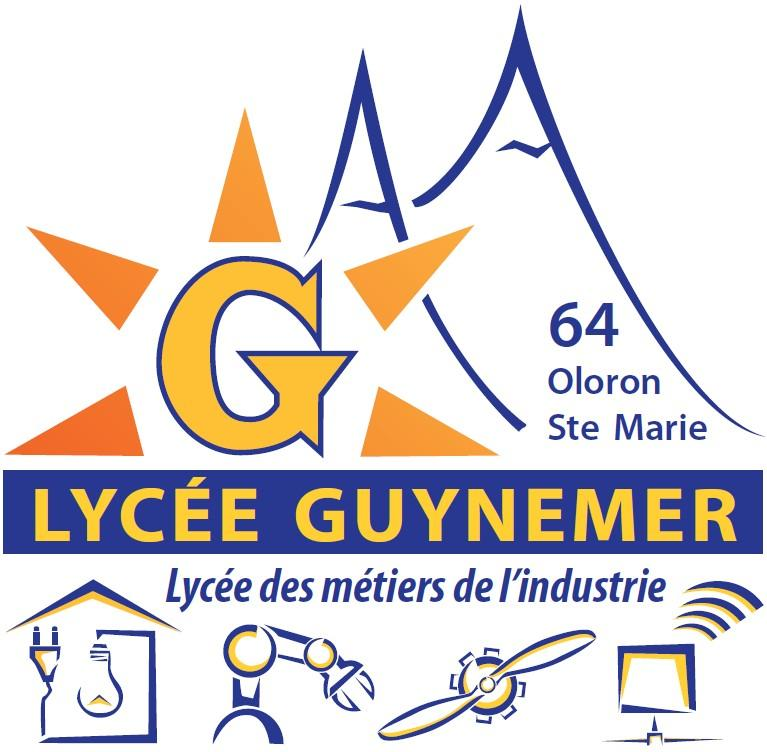 G
64
Oloron
Ste Marie
LYCÉE GUYNEMER
Lycée des métiers de l'industrie